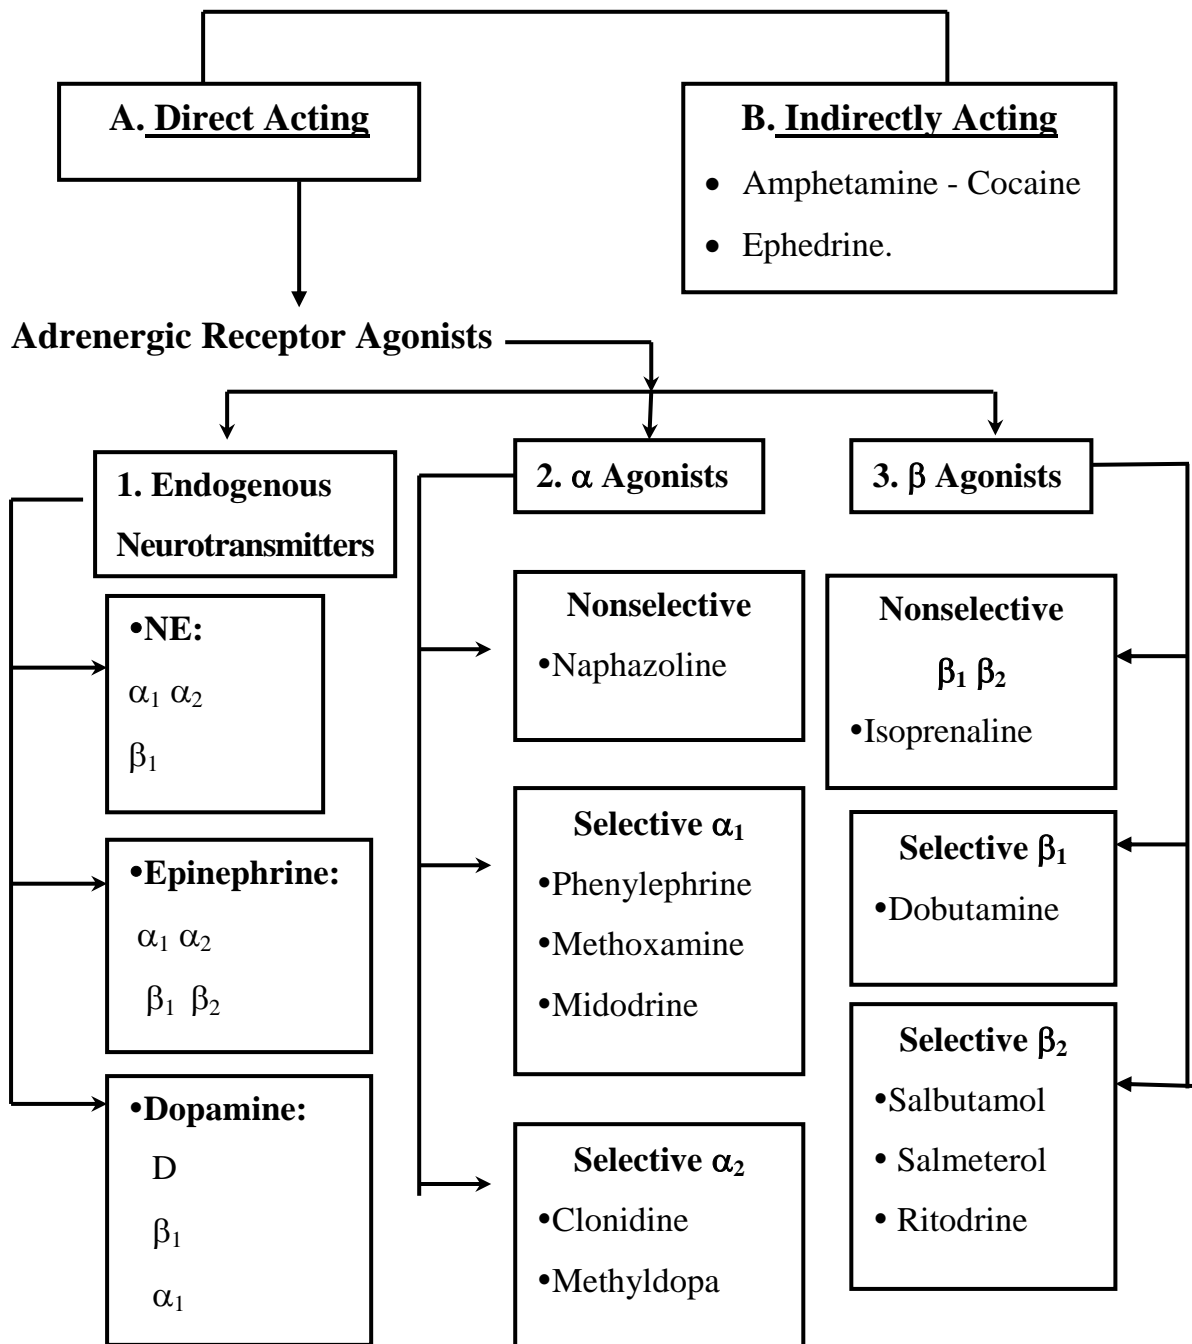 A. Direct Acting
B. Indirectly Acting
• Amphetamine - Cocaine
• Ephedrine.
Adrenergic Receptor Agonists
1. Endogenous
Neurotransmitters
•NE:
α₁ α₂
β₁
•Epinephrine:
α₁ α₂
β₁ β₂
•Dopamine:
D
β₁
α₁
2. α Agonists
Nonselective
•Naphazoline
Selective α₁
•Phenylephrine
•Methoxamine
•Midodrine
Selective α₂
•Clonidine
•Methyldopa
3. β Agonists
Nonselective
β₁ β₂
•Isoprenaline
Selective β₁
•Dobutamine
Selective β₂
•Salbutamol
• Salmeterol
• Ritodrine